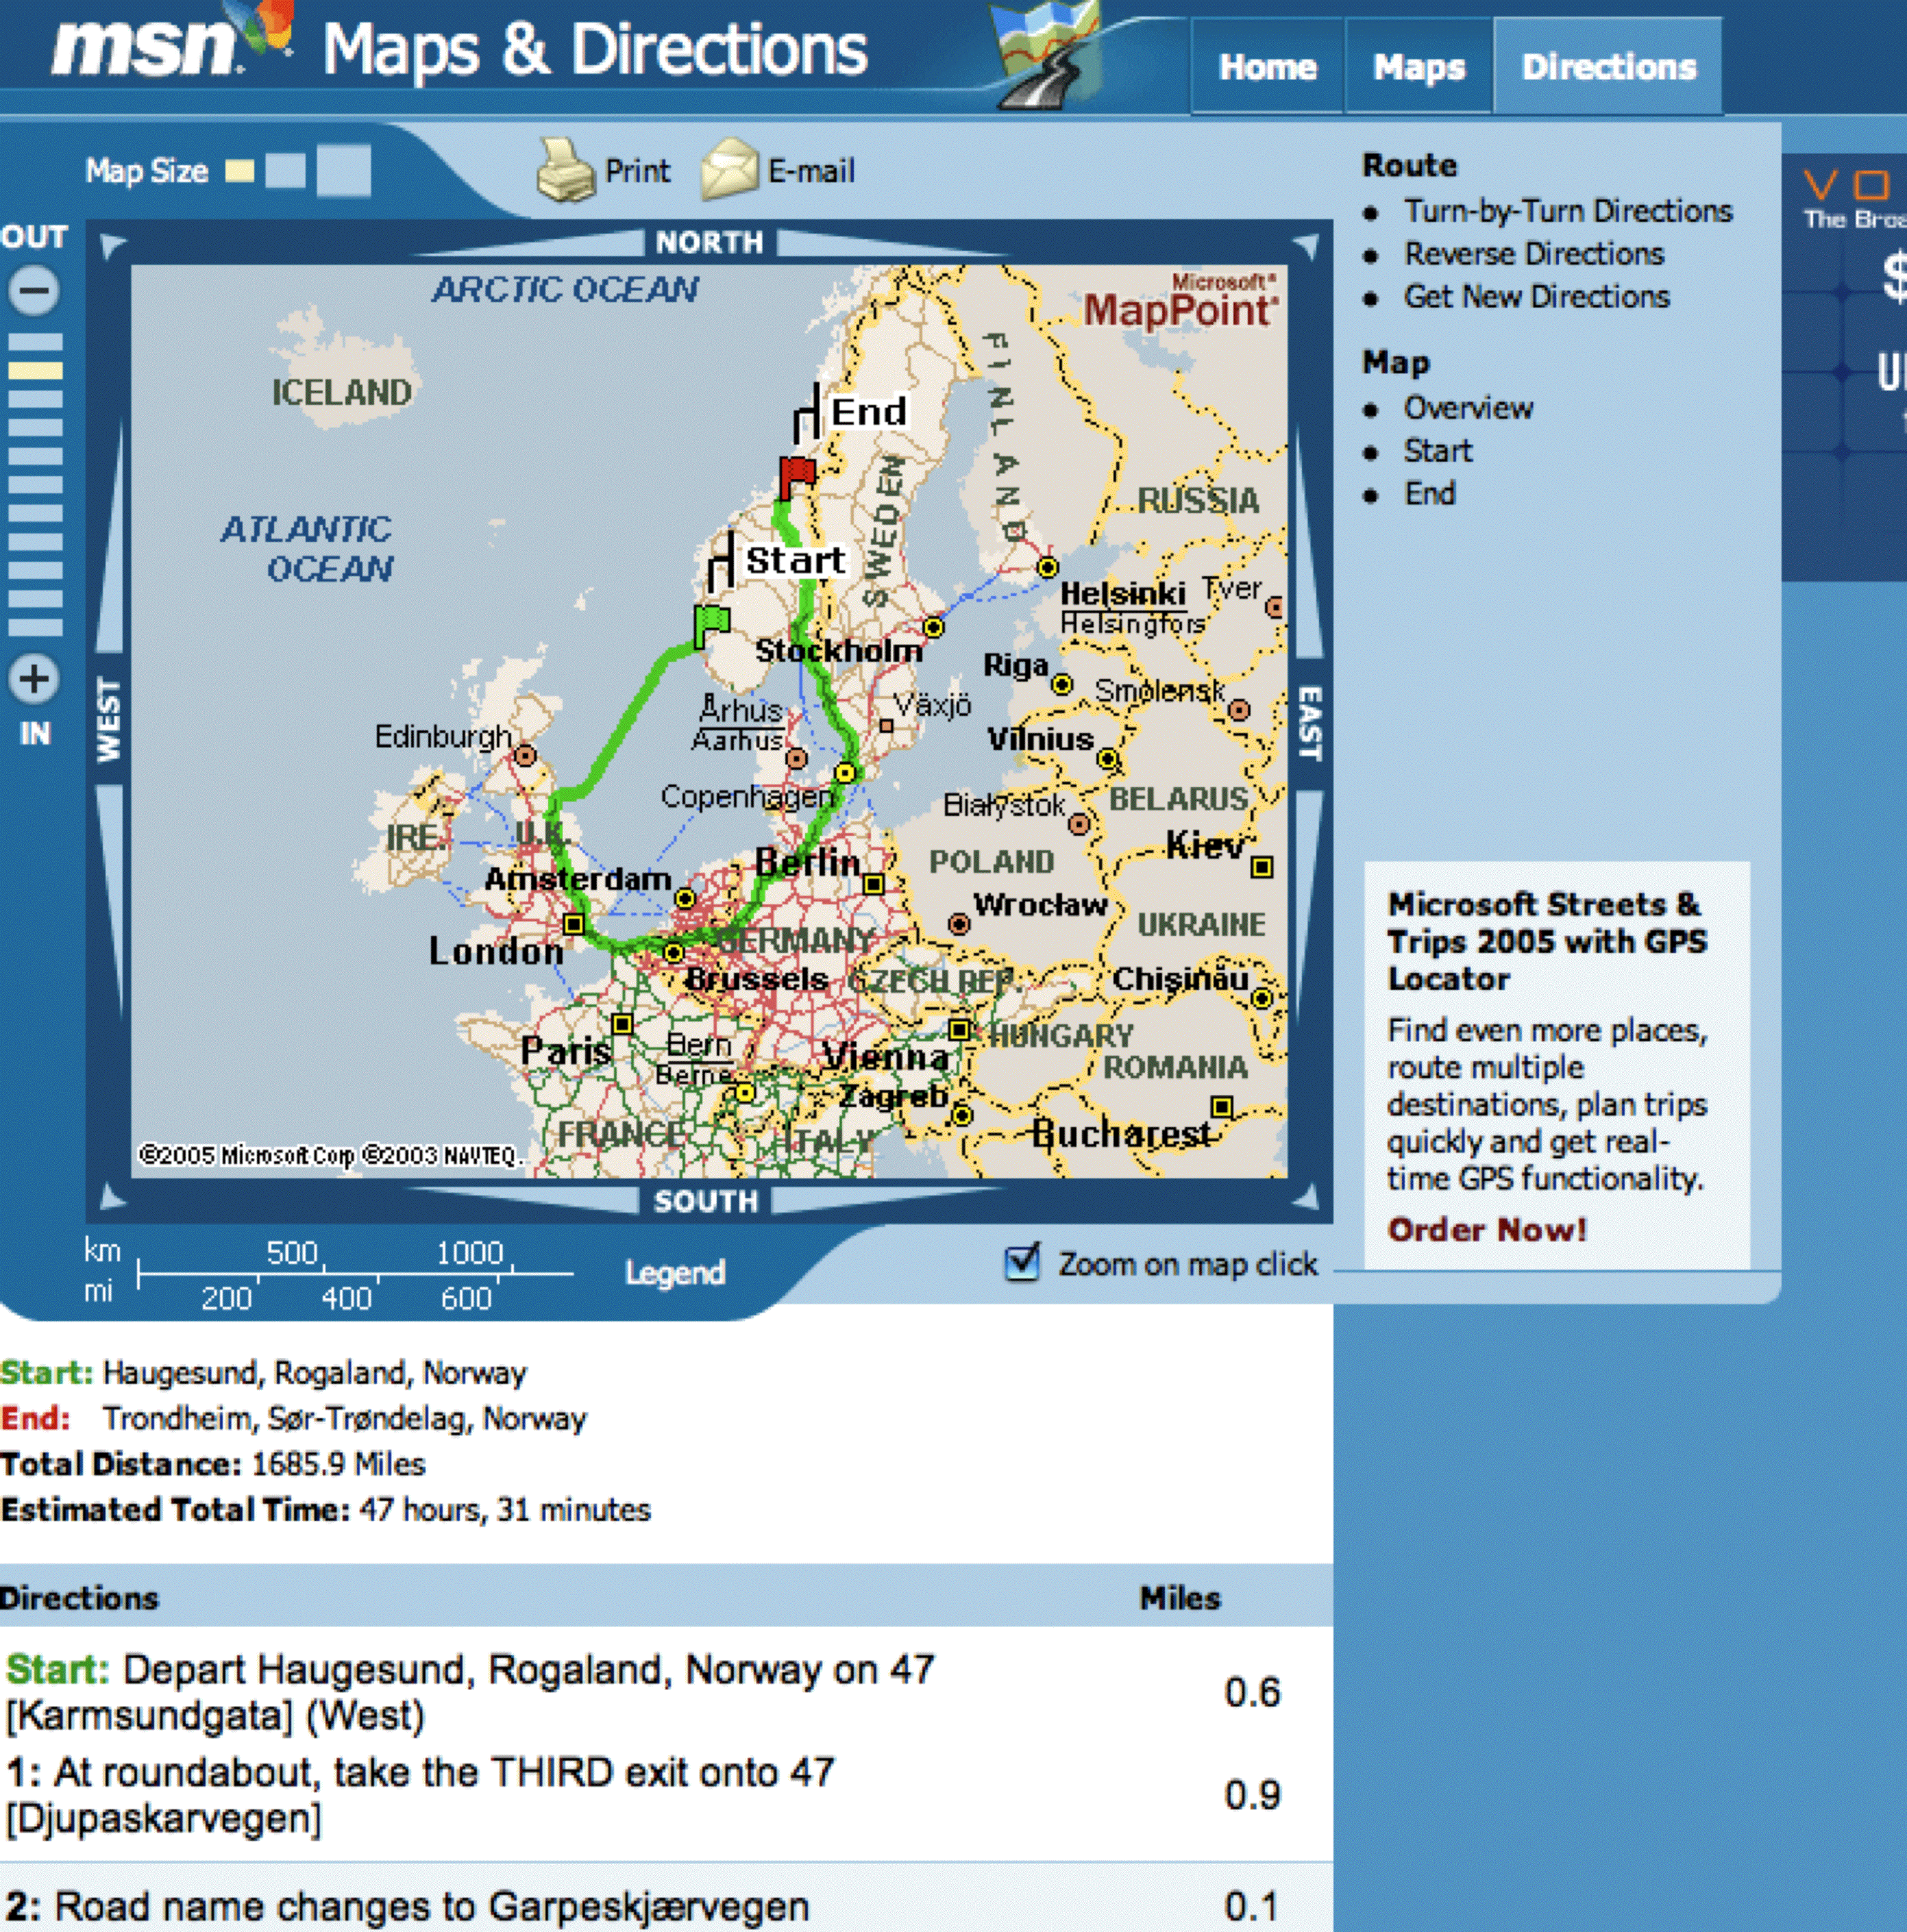 msn Maps & Directions
Home Maps Directions
Map Size
Print E-mail
OUT
IN
NORTH
WEST
EAST
SOUTH
ARCTIC OCEAN
Microsoft®
MapPoint®
ICELAND
End
FINLAND
ATLANTIC
OCEAN
SWEDEN
RUSSIA
Start
Helsinki
Helsingfors
Tver
Stockholm
Riga
Smolensk
Århus
Aarhus
Växjö
Edinburgh
Vilnius
Copenhagen
Białystok
BELARUS
IRE.
U.K.
Kiev
Berlin
POLAND
Amsterdam
Wrocław
UKRAINE
London
GERMANY
Brussels
CZECH REP.
Chişinău
Paris
Bern
Berne
Vienna
HUNGARY
ROMANIA
Zagreb
FRANCE
ITALY
Bucharest
©2005 Microsoft Corp ©2003 NAVTEQ.
km 500 1000
mi 200 400 600
Legend
Zoom on map click
Route
• Turn-by-Turn Directions
• Reverse Directions
• Get New Directions
Map
• Overview
• Start
• End
Microsoft Streets &
Trips 2005 with GPS
Locator
Find even more places,
route multiple
destinations, plan trips
quickly and get real-
time GPS functionality.
Order Now!
V O
The Broa
$
Start: Haugesund, Rogaland, Norway
End: Trondheim, Sør-Trøndelag, Norway
Total Distance: 1685.9 Miles
Estimated Total Time: 47 hours, 31 minutes
Directions Miles
Start: Depart Haugesund, Rogaland, Norway on 47
[Karmsundgata] (West) 0.6
1: At roundabout, take the THIRD exit onto 47
[Djupaskarvegen] 0.9
2: Road name changes to Garpeskjærvegen 0.1